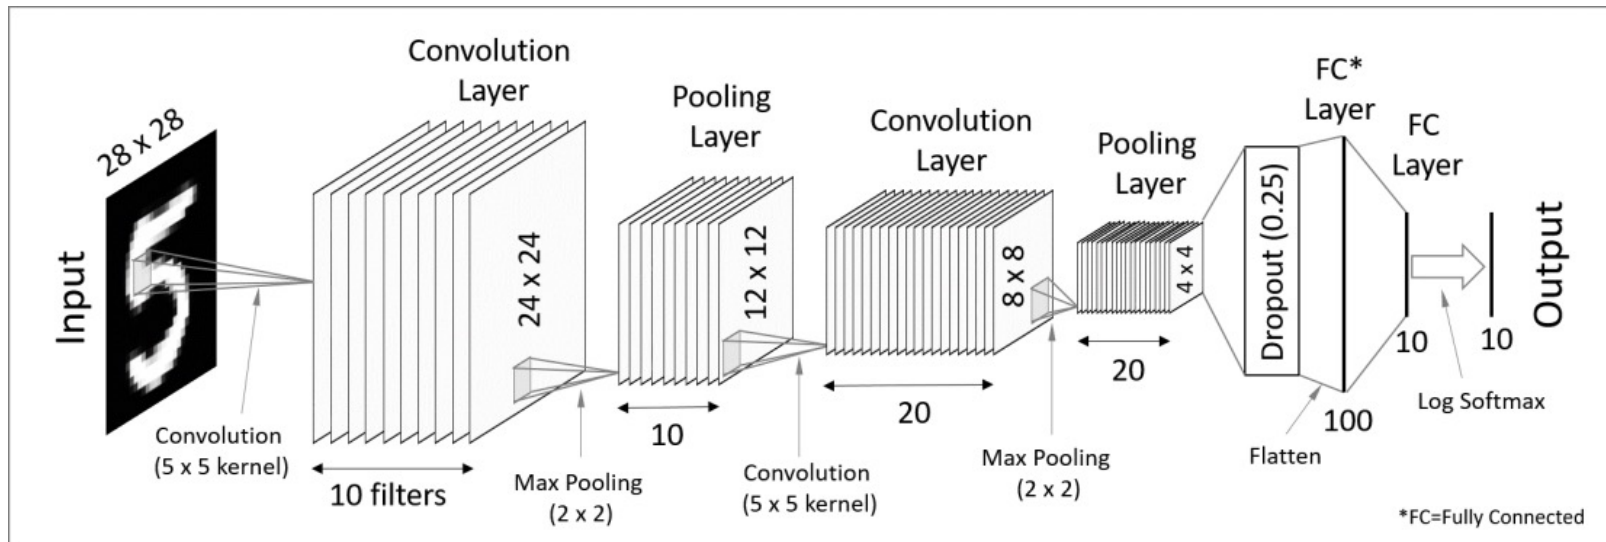 Input
28 x 28
Convolution
(5 x 5 kernel)
Convolution
Layer
24 x 24
10 filters
Max Pooling
(2 x 2)
Pooling
Layer
12 x 12
10
Convolution
(5 x 5 kernel)
Convolution
Layer
8 x 8
20
Max Pooling
(2 x 2)
Pooling
Layer
4 x 4
20
Dropout (0.25)
Flatten
FC*
Layer
100
FC
Layer
10
Log Softmax
10
Output
*FC=Fully Connected